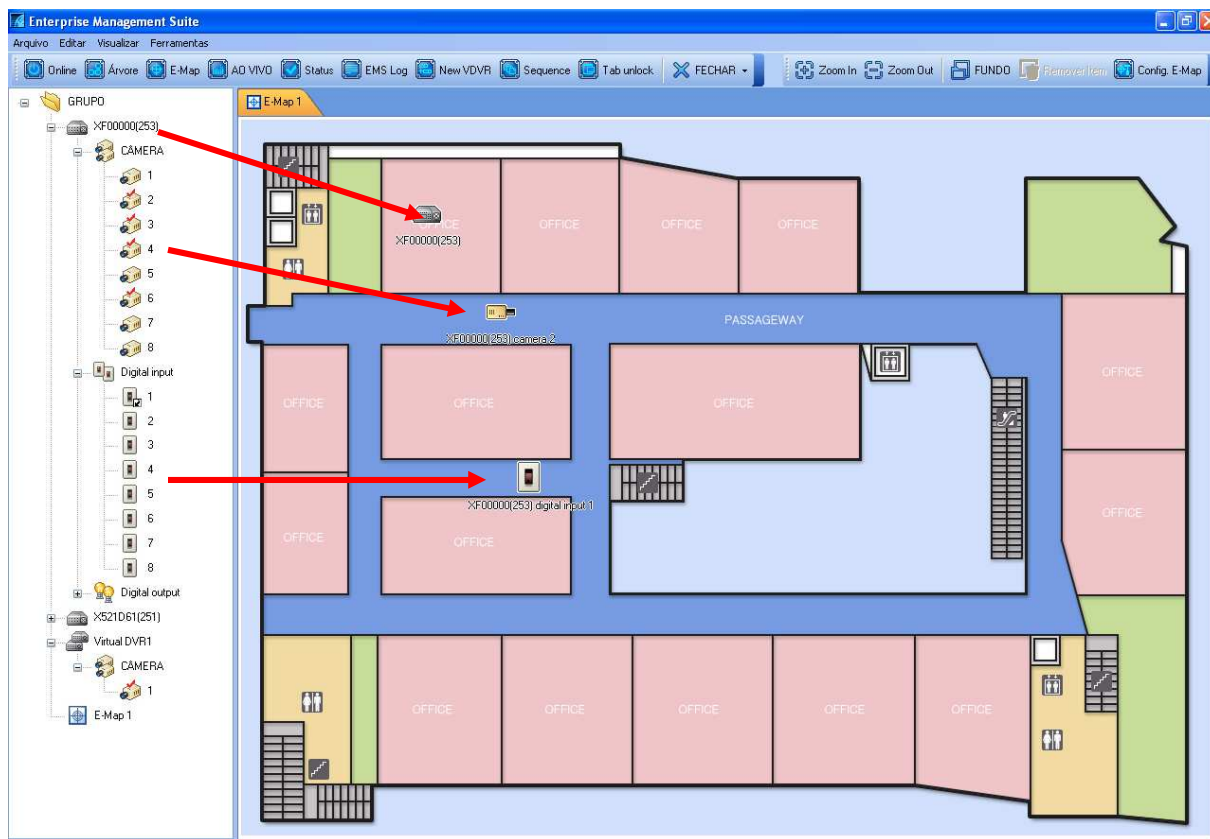 Enterprise Management Suite
Arquivo Editar Visualizar Ferramentas
Online Árvore E-Map AO VIVO Status EMS Log New VDVR Sequence Tab unlock FECHAR Zoom In Zoom Out FUNDO Remover Item Config. E-Map
GRUPO
E-Map 1
XF00000(253)
CÂMERA
1
2
3
4
5
6
7
8
Digital input
1
2
3
4
5
6
7
8
Digital output
X521D61(251)
Virtual DVR1
CÂMERA
1
E-Map 1
OFFICE OFFICE OFFICE OFFICE
XF00000(253)
PASSAGEWAY
XF00000(253) camera 2
OFFICE
OFFICE OFFICE OFFICE
XF00000(253) digital input 1
OFFICE
OFFICE OFFICE
OFFICE OFFICE OFFICE OFFICE OFFICE